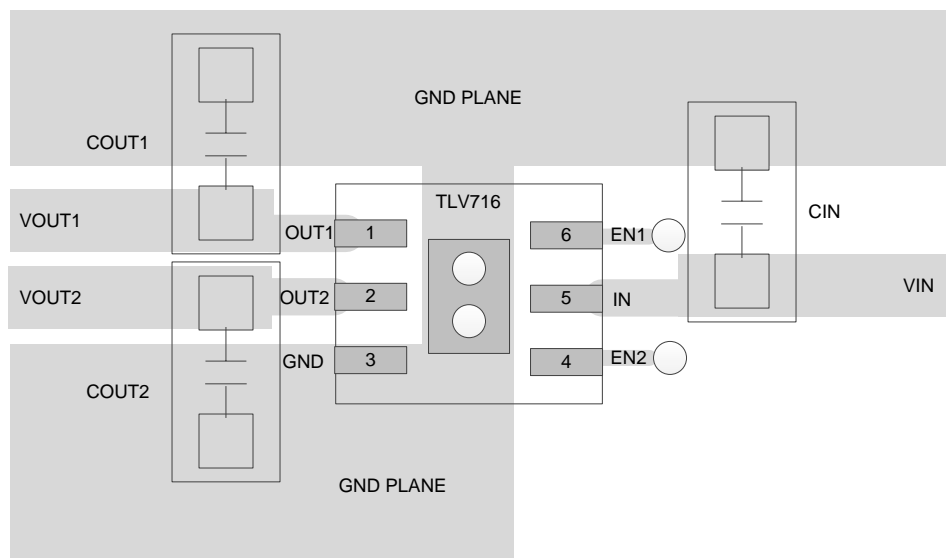 GND PLANE
COUT1
TLV716
CIN
VOUT1
OUT1
1
6
EN1
VOUT2
OUT2
2
5
IN
VIN
GND
3
4
EN2
COUT2
GND PLANE